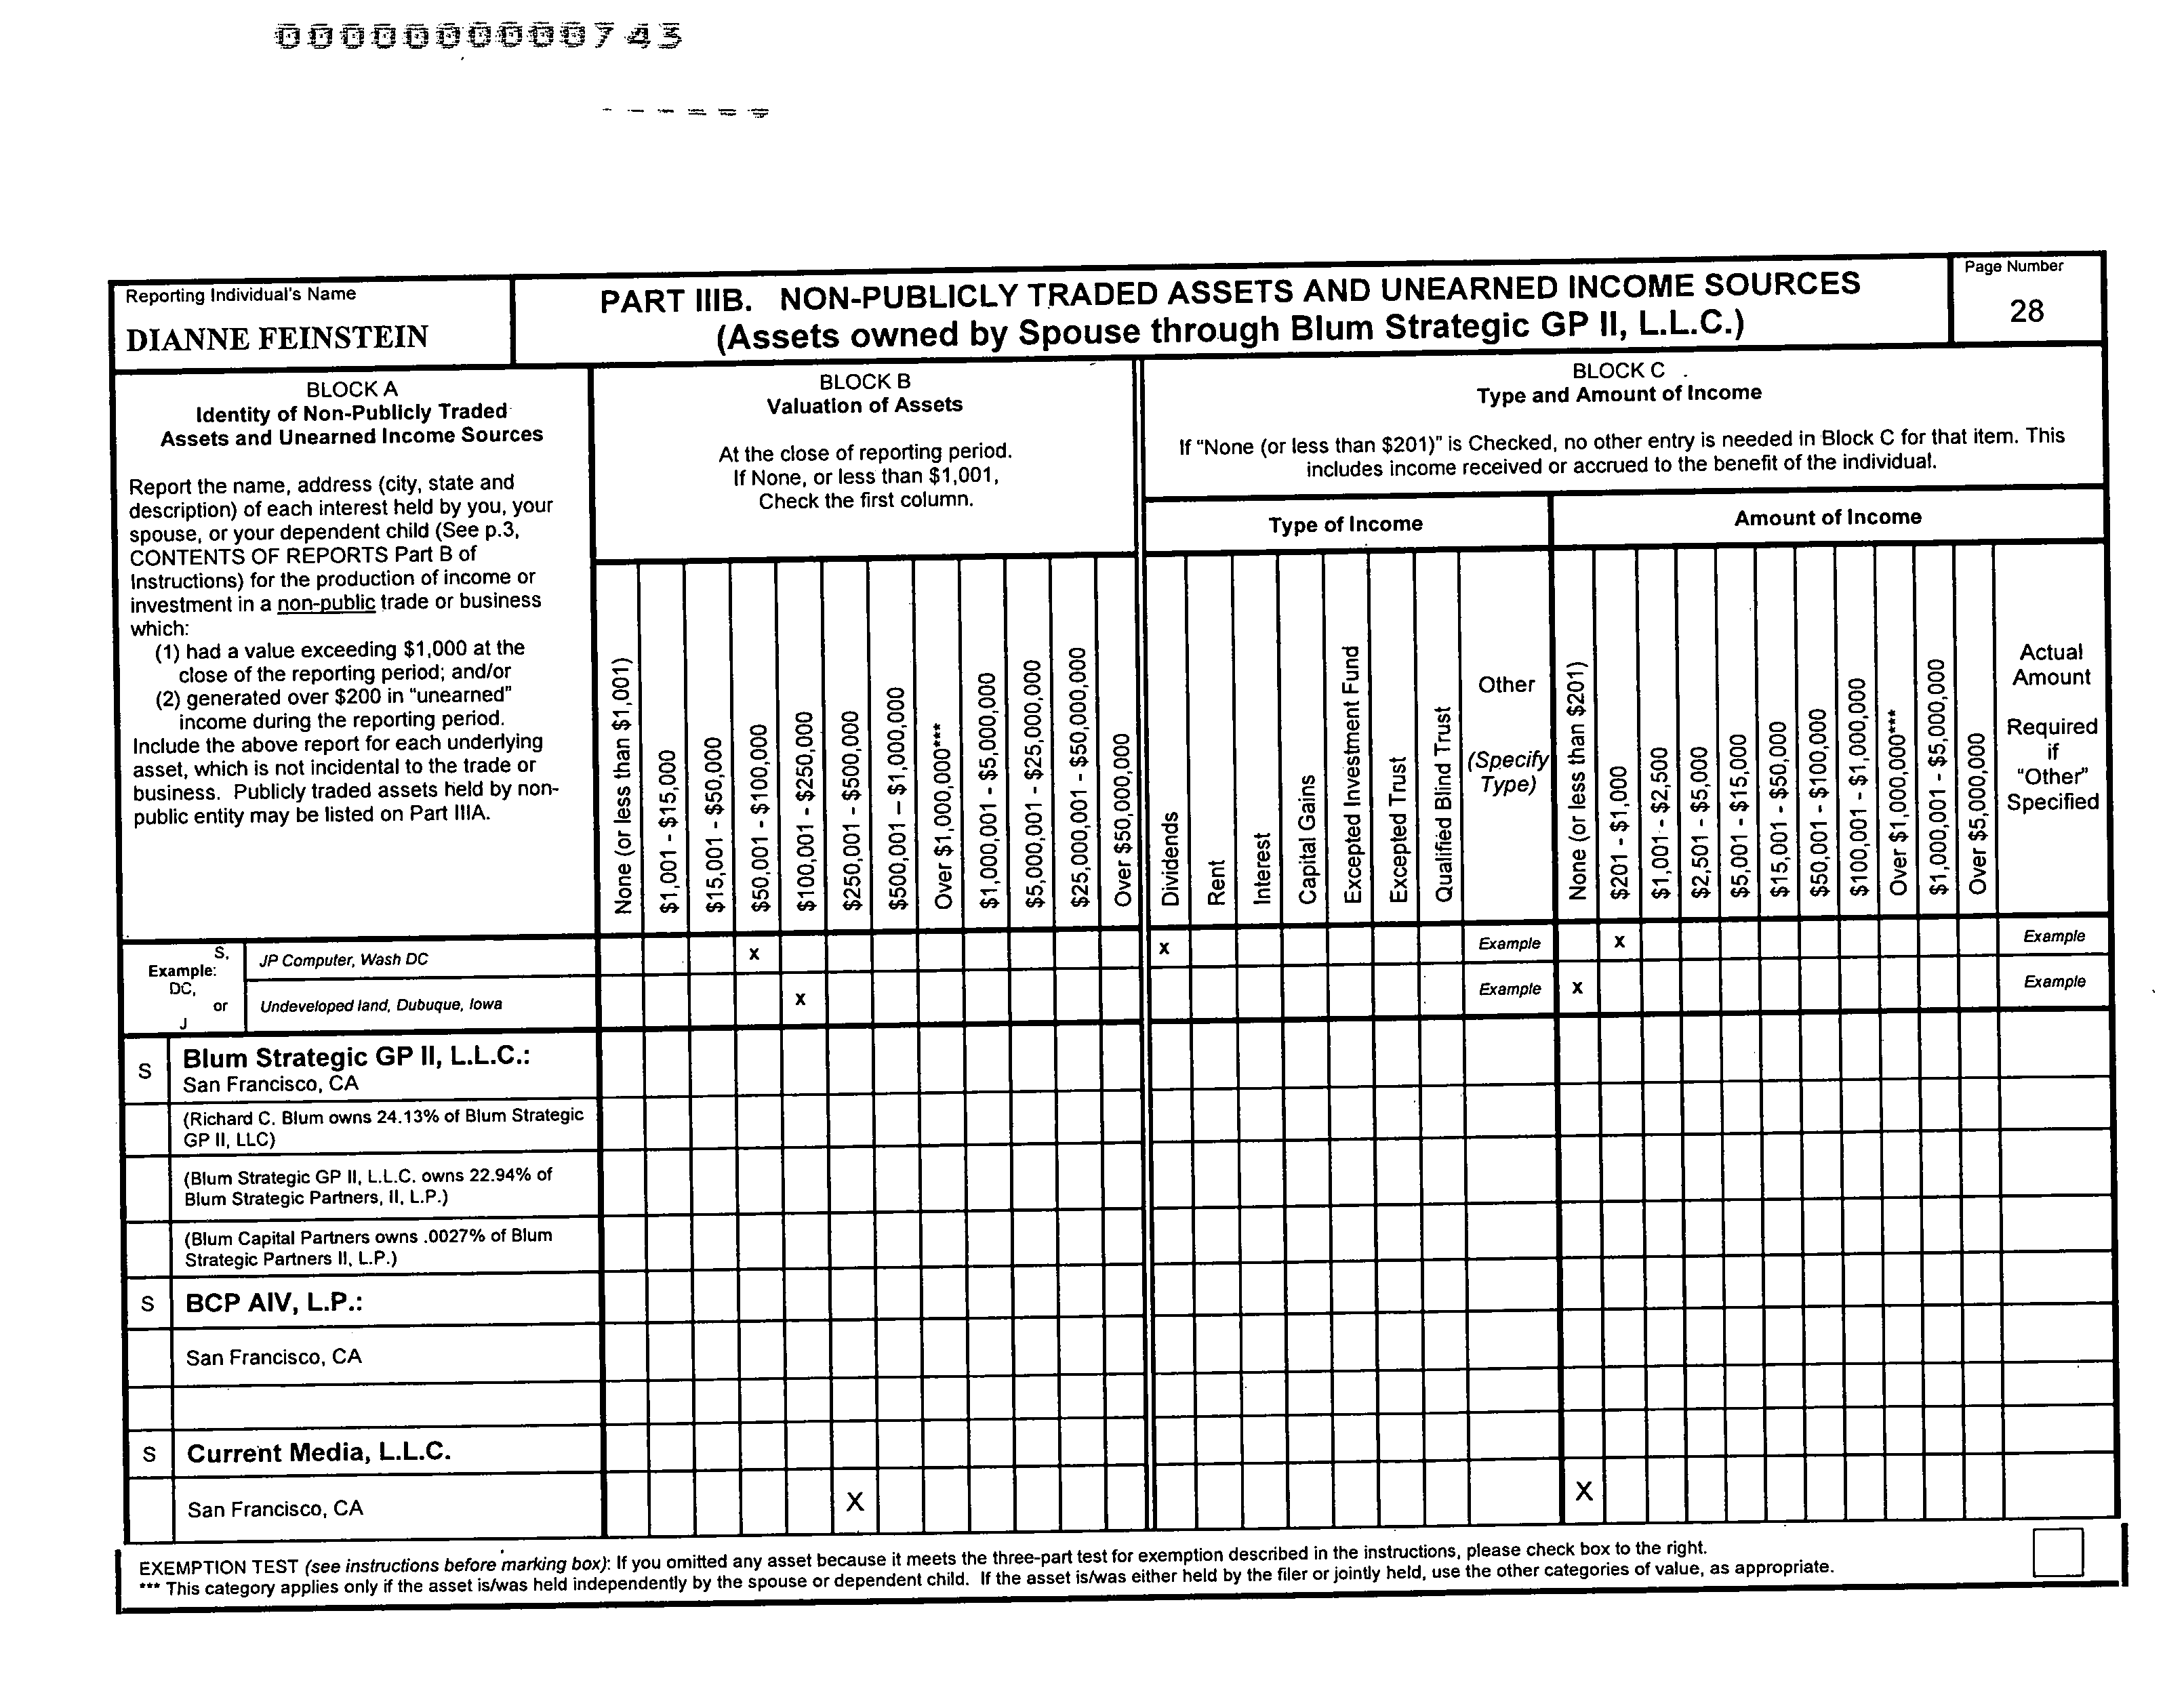 0000000000743
Reporting Individual's Name
DIANNE FEINSTEIN
PART IIIB. NON-PUBLICLY TRADED ASSETS AND UNEARNED INCOME SOURCES
(Assets owned by Spouse through Blum Strategic GP II, L.L.C.)
Page Number
28
BLOCK A
Identity of Non-Publicly Traded
Assets and Unearned Income Sources
Report the name, address (city, state and
description) of each interest held by you, your
spouse, or your dependent child (See p.3,
CONTENTS OF REPORTS Part B of
Instructions) for the production of income or
investment in a non-public trade or business
which:
(1) had a value exceeding $1,000 at the
close of the reporting period; and/or
(2) generated over $200 in "unearned"
income during the reporting period.
Include the above report for each underlying
asset, which is not incidental to the trade or
business. Publicly traded assets held by non-
public entity may be listed on Part IIIA.
BLOCK B
Valuation of Assets
At the close of reporting period.
If None, or less than $1,001,
Check the first column.
None (or less than $1,001)
$1,001 - $15,000
$15,001 - $50,000
$50,001 - $100,000
$100,001 - $250,000
$250,001 - $500,000
$500,001 – $1,000,000
Over $1,000,000***
$1,000,001 - $5,000,000
$5,000,001 - $25,000,000
$25,000,001 - $50,000,000
Over $50,000,000
BLOCK C
Type and Amount of Income
If "None (or less than $201)" is Checked, no other entry is needed in Block C for that item. This
includes income received or accrued to the benefit of the individual.
Type of Income
Dividends
Rent
Interest
Capital Gains
Excepted Investment Fund
Excepted Trust
Qualified Blind Trust
Other
(Specify
Type)
Amount of Income
None (or less than $201)
$201 - $1,000
$1,001 - $2,500
$2,501 - $5,000
$5,001 - $15,000
$15,001 - $50,000
$50,001 - $100,000
$100,001 - $1,000,000
Over $1,000,000***
$1,000,001 - $5,000,000
Over $5,000,000
Actual
Amount
Required
if
"Other"
Specified
S,
Example:
DC,
or
J
JP Computer, Wash DC X X Example X Example
Undeveloped land, Dubuque, Iowa X Example X Example
S Blum Strategic GP II, L.L.C.:
San Francisco, CA
(Richard C. Blum owns 24.13% of Blum Strategic
GP II, LLC)
(Blum Strategic GP II, L.L.C. owns 22.94% of
Blum Strategic Partners, II, L.P.)
(Blum Capital Partners owns .0027% of Blum
Strategic Partners II, L.P.)
S BCP AIV, L.P.:
San Francisco, CA
S Current Media, L.L.C.
San Francisco, CA X X
EXEMPTION TEST (see instructions before marking box): If you omitted any asset because it meets the three-part test for exemption described in the instructions, please check box to the right.
*** This category applies only if the asset is/was held independently by the spouse or dependent child. If the asset is/was either held by the filer or jointly held, use the other categories of value, as appropriate.